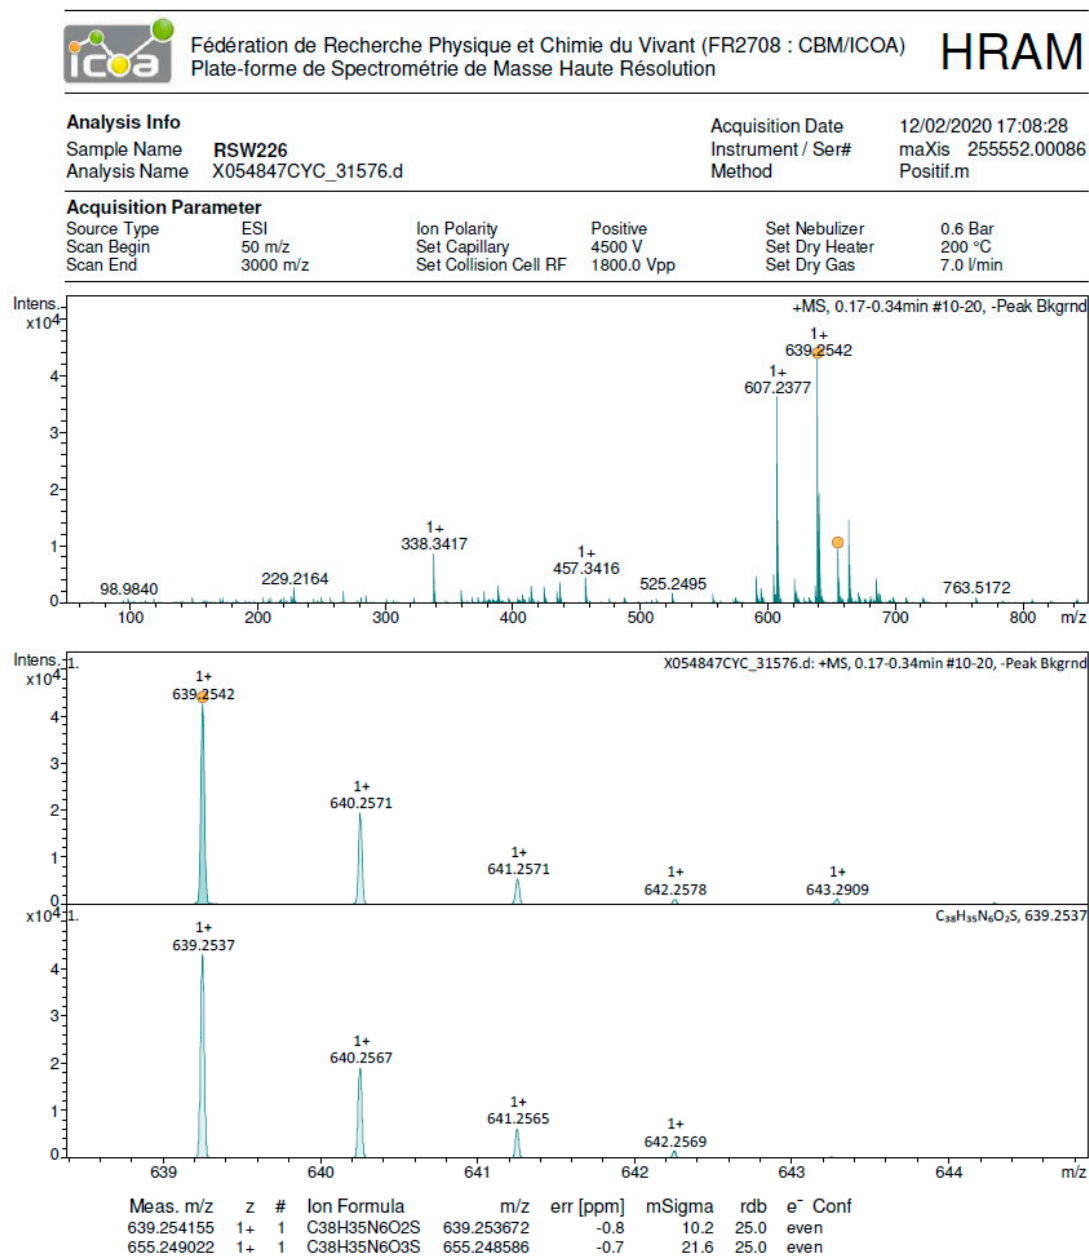 icoa
Fédération de Recherche Physique et Chimie du Vivant (FR2708 : CBM/ICOA)
Plate-forme de Spectrométrie de Masse Haute Résolution
HRAM
Analysis Info
Acquisition Date 12/02/2020 17:08:28
Sample Name RSW226
Instrument / Ser# maXis 255552.00086
Analysis Name X054847CYC_31576.d
Method Positif.m
Acquisition Parameter
Source Type ESI Ion Polarity Positive Set Nebulizer 0.6 Bar
Scan Begin 50 m/z Set Capillary 4500 V Set Dry Heater 200 °C
Scan End 3000 m/z Set Collision Cell RF 1800.0 Vpp Set Dry Gas 7.0 l/min
Intens.
x10⁴
+MS, 0.17-0.34min #10-20, -Peak Bkgrnd
1+
639.2542
1+
607.2377
1+
338.3417
1+
457.3416
98.9840
229.2164
525.2495
763.5172
4
3
2
1
0
100 200 300 400 500 600 700 800 m/z
Intens.
x10⁴
1.
X054847CYC_31576.d: +MS, 0.17-0.34min #10-20, -Peak Bkgrnd
1+
639.2542
1+
640.2571
1+
641.2571
1+
642.2578
1+
643.2909
4
3
2
1
0
x10⁴
1.
C₃₈H₃₅N₆O₂S, 639.2537
1+
639.2537
1+
640.2567
1+
641.2565
1+
642.2569
4
3
2
1
0
639 640 641 642 643 644 m/z
Meas. m/z z # Ion Formula m/z err [ppm] mSigma rdb e⁻ Conf
639.254155 1+ 1 C38H35N6O2S 639.253672 -0.8 10.2 25.0 even
655.249022 1+ 1 C38H35N6O3S 655.248586 -0.7 21.6 25.0 even